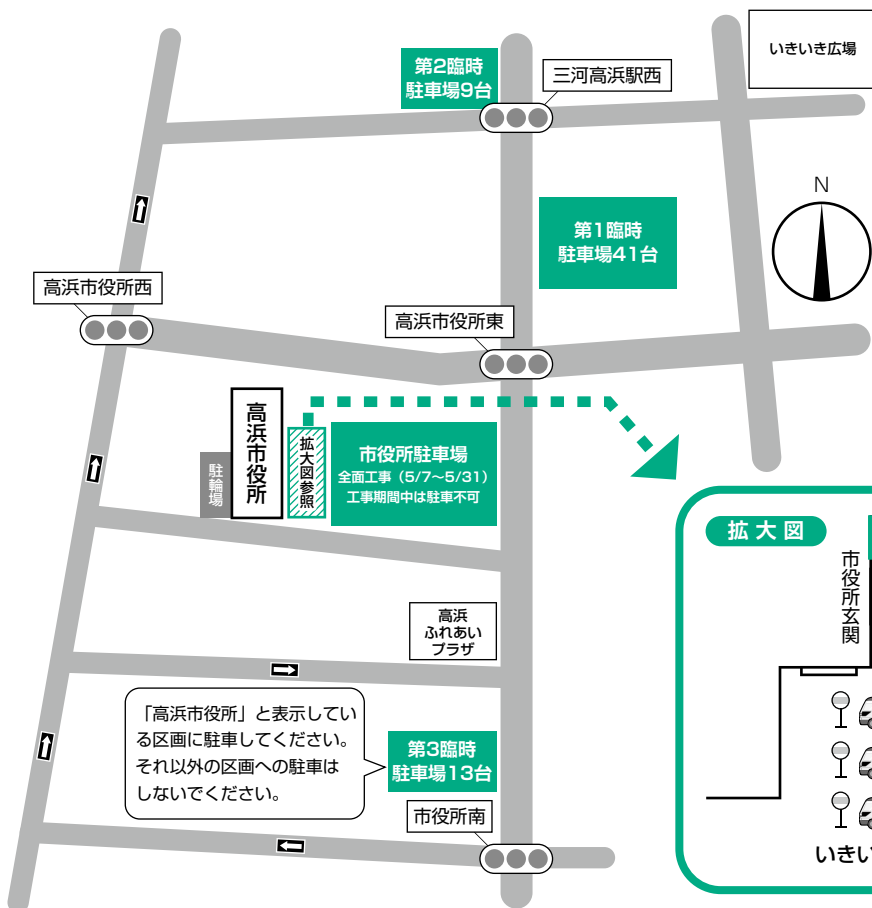 いきいき広場
第2臨時
駐車場9台
三河高浜駅西
N
第1臨時
駐車場41台
高浜市役所西
高浜市役所東
高浜市役所
駐輪場
拡大図参照
市役所駐車場
全面工事（5/7〜5/31）
工事期間中は駐車不可
拡大図
市役所玄関
高浜
ふれあい
プラザ
「高浜市役所」と表示してい
る区画に駐車してください。
それ以外の区画への駐車は
しないでください。
第3臨時
駐車場13台
市役所南
いきい